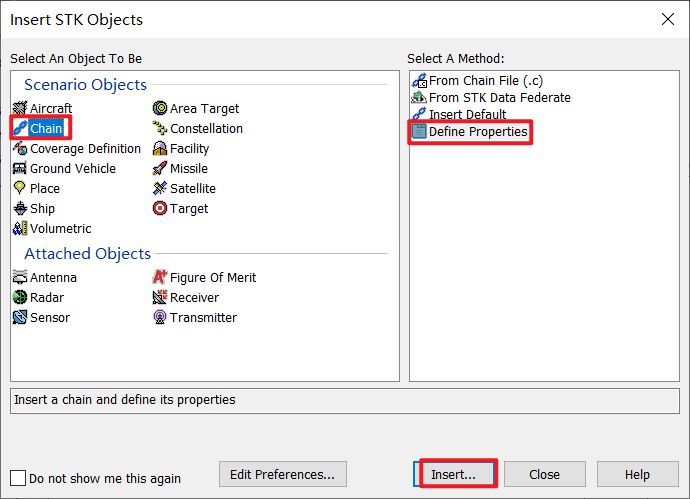 Insert STK Objects
Select An Object To Be
Select A Method:
Scenario Objects
Aircraft
Area Target
Chain
Constellation
Coverage Definition
Facility
Ground Vehicle
Missile
Place
Satellite
Ship
Target
Volumetric
Attached Objects
Antenna
Figure Of Merit
Radar
Receiver
Sensor
Transmitter
From Chain File (.c)
From STK Data Federate
Insert Default
Define Properties
Insert a chain and define its properties
Do not show me this again
Edit Preferences...
Insert...
Close
Help